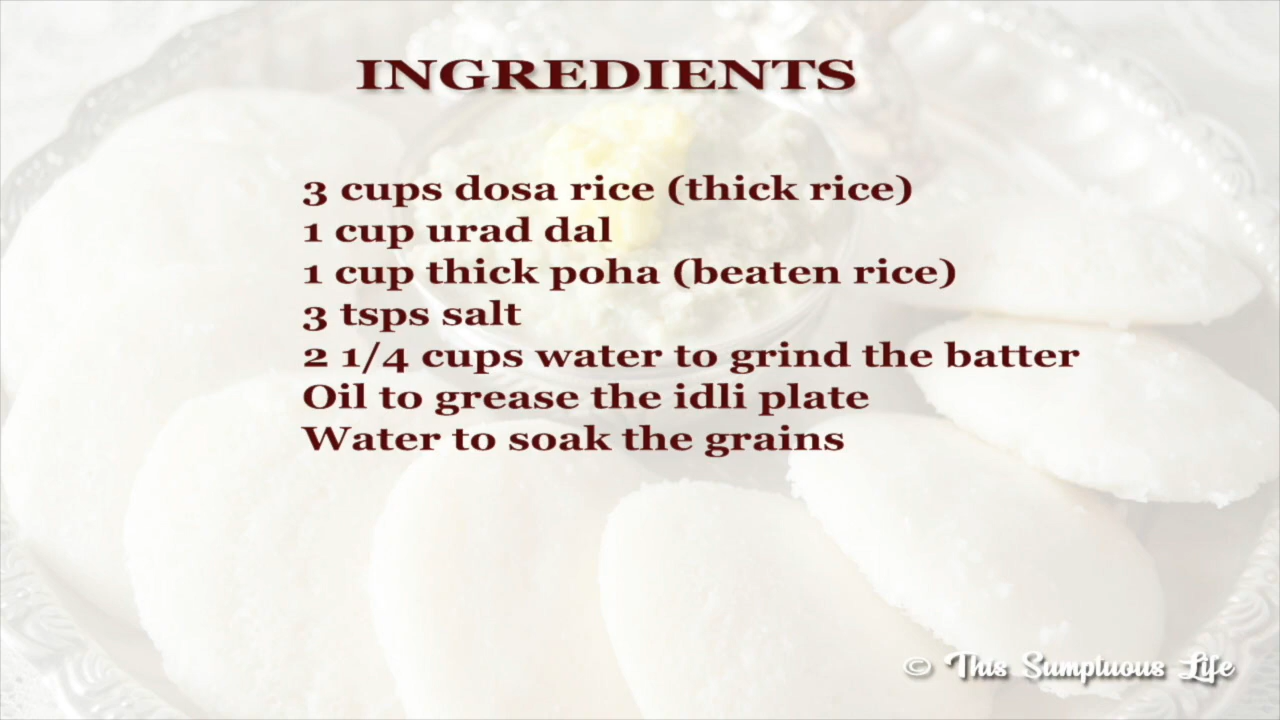 INGREDIENTS
3 cups dosa rice (thick rice)
1 cup urad dal
1 cup thick poha (beaten rice)
3 tsps salt
2 1/4 cups water to grind the batter
Oil to grease the idli plate
Water to soak the grains
© This Sumptuous Life